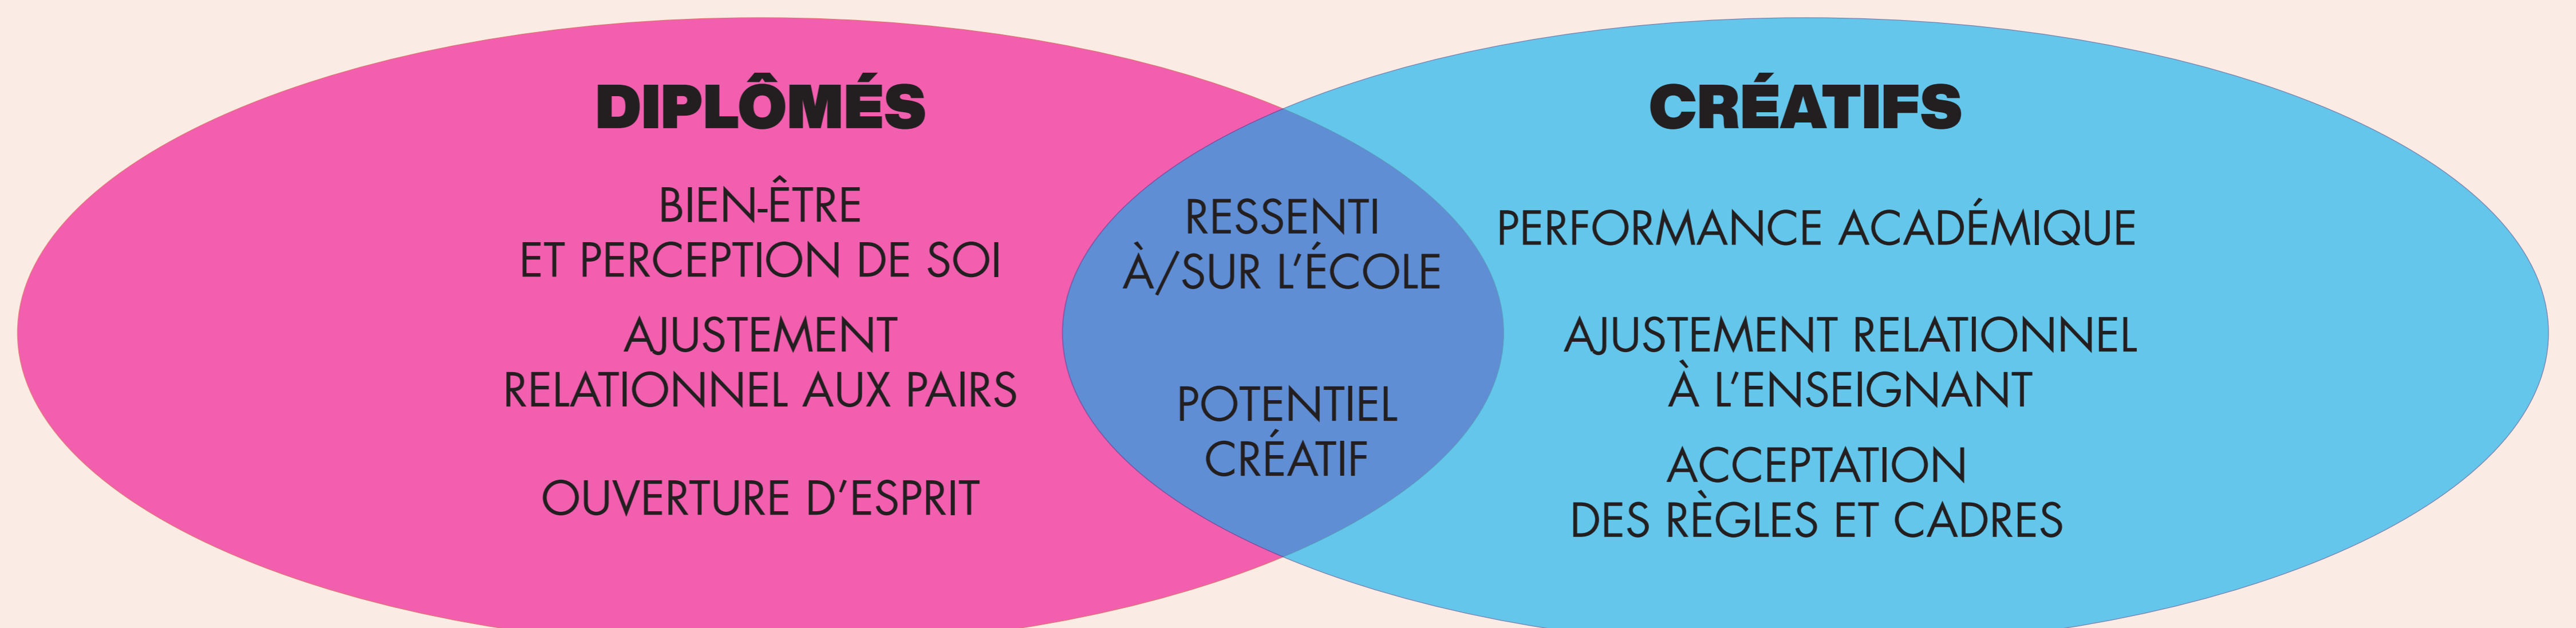 DIPLÔMÉS
BIEN-ÊTRE
ET PERCEPTION DE SOI
AJUSTEMENT
RELATIONNEL AUX PAIRS
OUVERTURE D’ESPRIT
RESSENTI
À/SUR L’ÉCOLE
POTENTIEL
CRÉATIF
CRÉATIFS
PERFORMANCE ACADÉMIQUE
AJUSTEMENT RELATIONNEL
À L’ENSEIGNANT
ACCEPTATION
DES RÈGLES ET CADRES